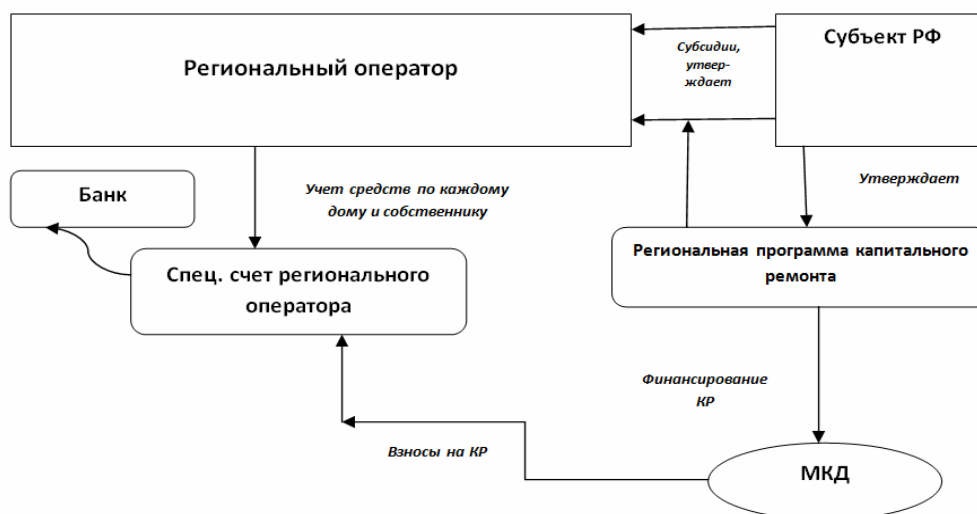 Региональный оператор
Субсидии,
утвер-
ждает
Субъект РФ
Банк
Учет средств по каждому
дому и собственнику
Утверждает
Спец. счет регионального
оператора
Региональная программа капитального
ремонта
Финансирование
КР
Взносы на КР
МКД